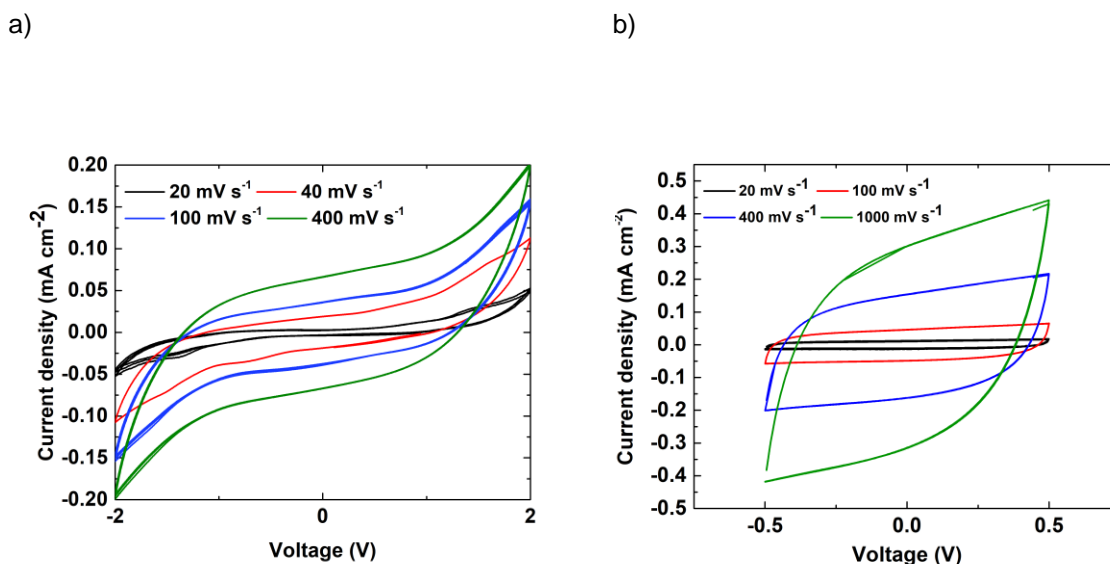 a)
b)
0.20
0.15
0.10
0.05
0.00
-0.05
-0.10
-0.15
-0.20
Current density (mA cm-2)
20 mV s-1 40 mV s-1
100 mV s-1 400 mV s-1
-2 0 2
Voltage (V)
0.5
0.4
0.3
0.2
0.1
0.0
-0.1
-0.2
-0.3
-0.4
-0.5
Current density (mA cm-2)
20 mV s-1 100 mV s-1
400 mV s-1 1000 mV s-1
-0.5 0.0 0.5
Voltage (V)